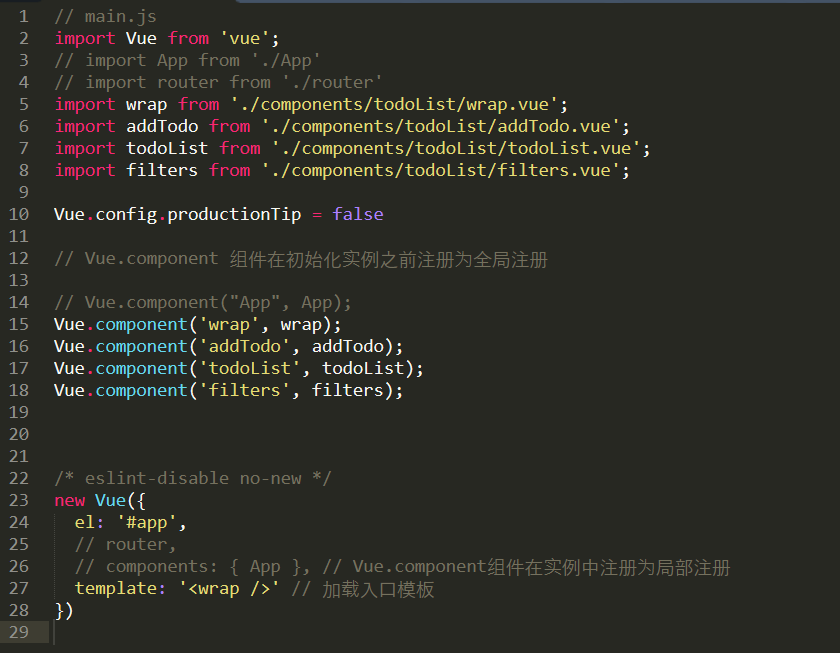 1 // main.js
2 import Vue from 'vue';
3 // import App from './App'
4 // import router from './router'
5 import wrap from './components/todoList/wrap.vue';
6 import addTodo from './components/todoList/addTodo.vue';
7 import todoList from './components/todoList/todoList.vue';
8 import filters from './components/todoList/filters.vue';
9
10 Vue.config.productionTip = false
11
12 // Vue.component 组件在初始化实例之前注册为全局注册
13
14 // Vue.component("App", App);
15 Vue.component('wrap', wrap);
16 Vue.component('addTodo', addTodo);
17 Vue.component('todoList', todoList);
18 Vue.component('filters', filters);
19
20
21
22 /* eslint-disable no-new */
23 new Vue({
24   el: '#app',
25   // router,
26   // components: { App }, // Vue.component组件在实例中注册为局部注册
27   template: '<wrap />' // 加载入口模板
28 })
29